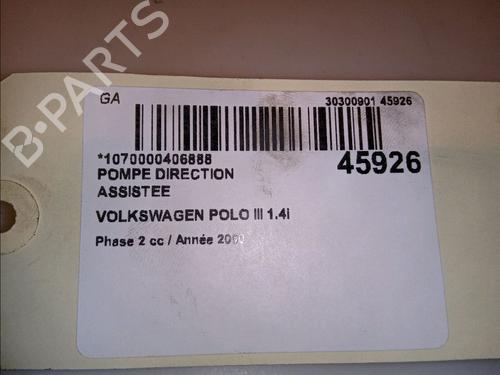 GA
30300901 45926
*1070000406888
45926
POMPE DIRECTION
ASSISTEE
VOLKSWAGEN POLO III 1.4i
Phase 2 cc / Année
B-PARTS